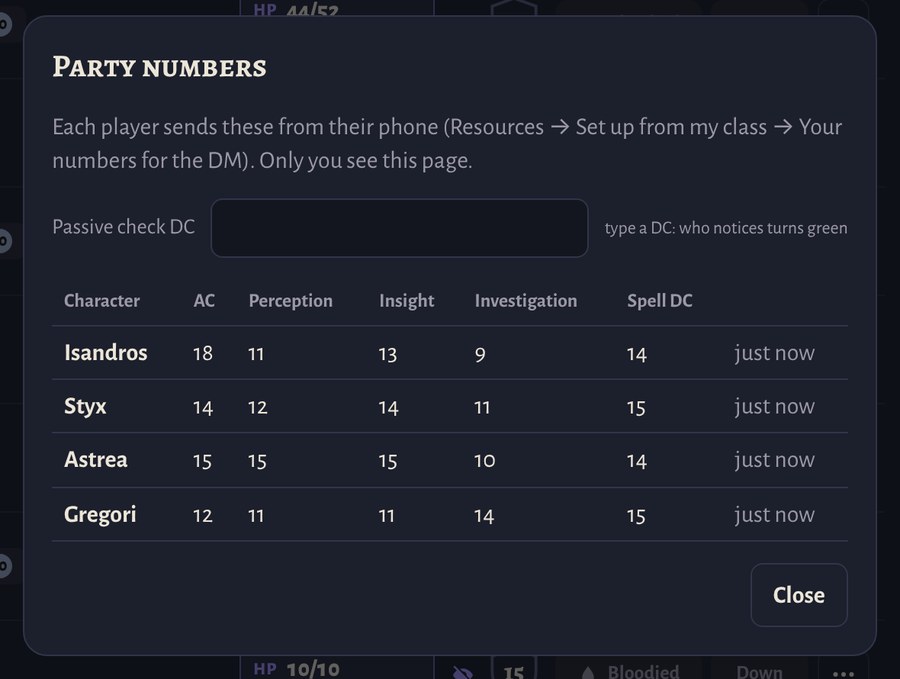 HP 44/52
Party numbers
Each player sends these from their phone (Resources → Set up from my class → Your
numbers for the DM). Only you see this page.
Passive check DC type a DC: who notices turns green
Character AC Perception Insight Investigation Spell DC
Isandros 18 11 13 9 14 just now
Styx 14 12 14 11 15 just now
Astrea 15 15 15 10 14 just now
Gregori 12 11 11 14 15 just now
Close
HP 10/10 15 Bloodied Down ...